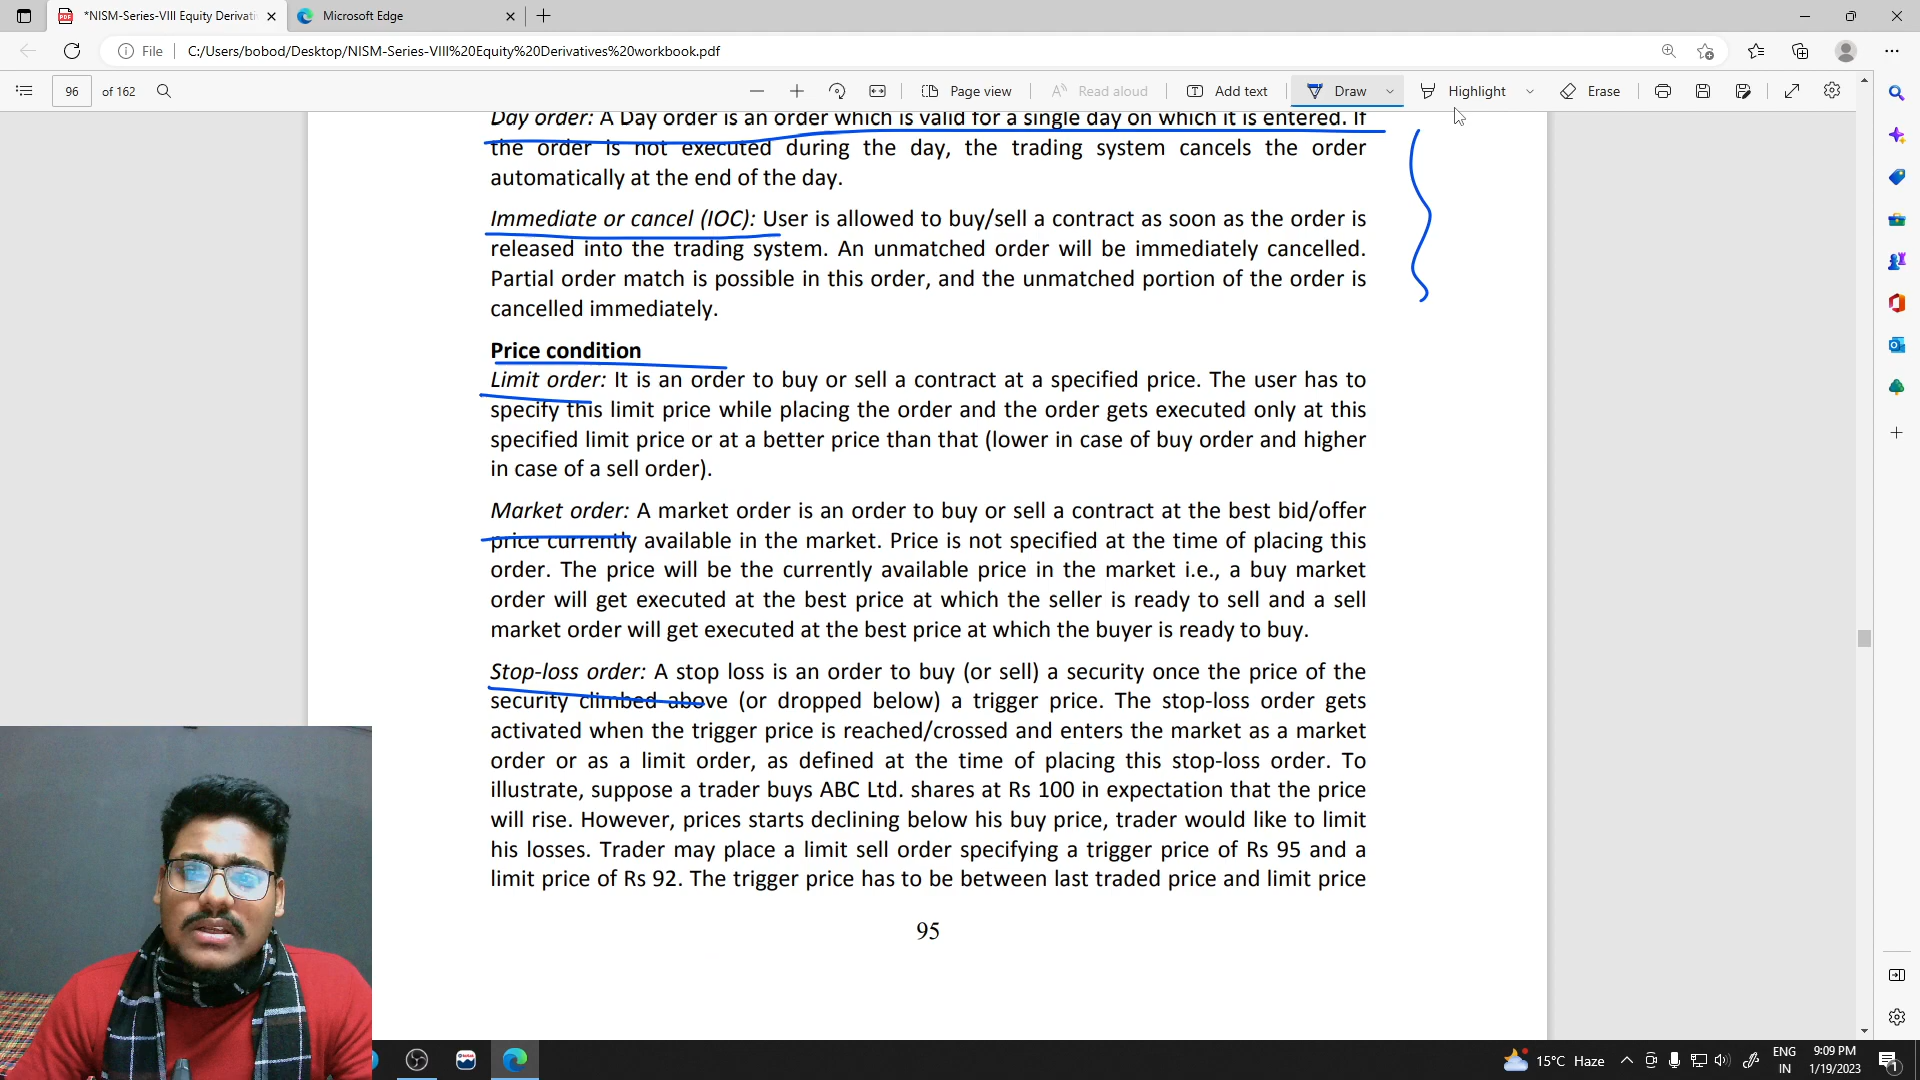 *NISM-Series-VIII Equity Derivati
Microsoft Edge
File
C:/Users/bobod/Desktop/NISM-Series-VIII%20Equity%20Derivatives%20workbook.pdf
96 of 162
Page view
Read aloud
Add text
Draw
Highlight
Erase
Day order: A Day order is an order which is valid for a single day on which it is entered. If
the order is not executed during the day, the trading system cancels the order
automatically at the end of the day.
Immediate or cancel (IOC): User is allowed to buy/sell a contract as soon as the order is
released into the trading system. An unmatched order will be immediately cancelled.
Partial order match is possible in this order, and the unmatched portion of the order is
cancelled immediately.
Price condition
Limit order: It is an order to buy or sell a contract at a specified price. The user has to
specify this limit price while placing the order and the order gets executed only at this
specified limit price or at a better price than that (lower in case of buy order and higher
in case of a sell order).
Market order: A market order is an order to buy or sell a contract at the best bid/offer
price currently available in the market. Price is not specified at the time of placing this
order. The price will be the currently available price in the market i.e., a buy market
order will get executed at the best price at which the seller is ready to sell and a sell
market order will get executed at the best price at which the buyer is ready to buy.
Stop-loss order: A stop loss is an order to buy (or sell) a security once the price of the
security climbed above (or dropped below) a trigger price. The stop-loss order gets
activated when the trigger price is reached/crossed and enters the market as a market
order or as a limit order, as defined at the time of placing this stop-loss order. To
illustrate, suppose a trader buys ABC Ltd. shares at Rs 100 in expectation that the price
will rise. However, prices starts declining below his buy price, trader would like to limit
his losses. Trader may place a limit sell order specifying a trigger price of Rs 95 and a
limit price of Rs 92. The trigger price has to be between last traded price and limit price
95
15°C Haze
ENG
IN
9:09 PM
1/19/2023
1